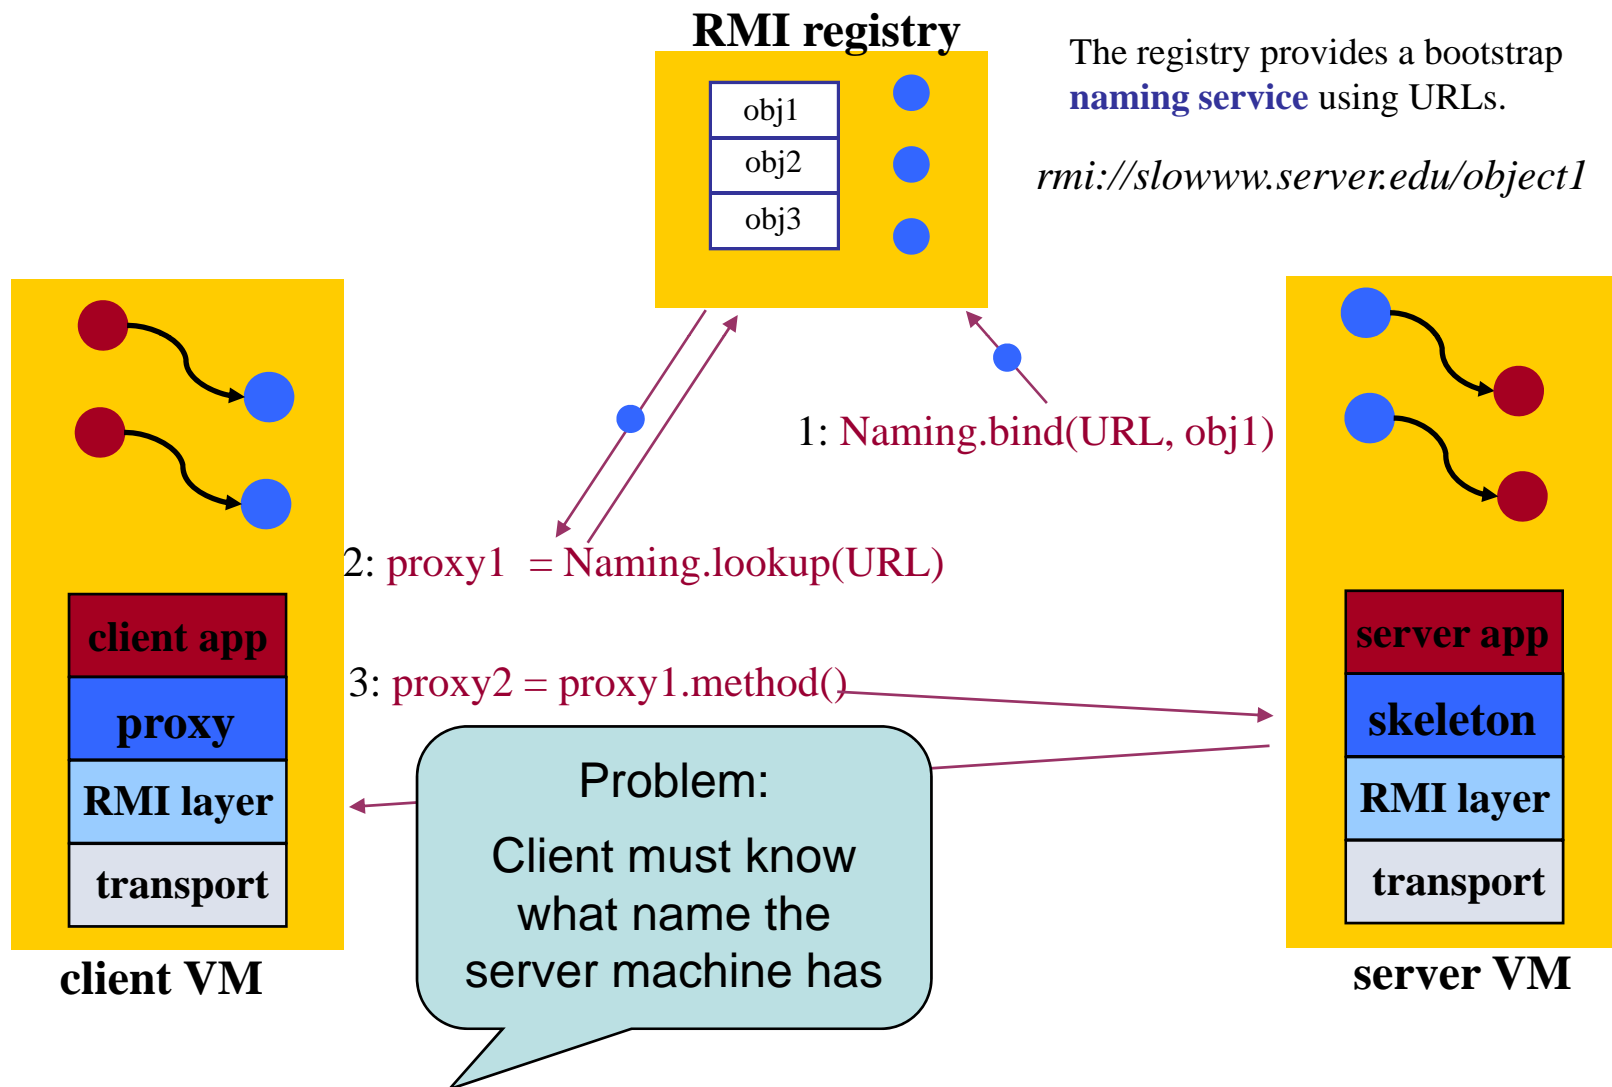 RMI registry
The registry provides a bootstrap
naming service using URLs.
rmi://slowww.server.edu/object1
obj1
obj2
obj3
1: Naming.bind(URL, obj1)
2: proxy1 = Naming.lookup(URL)
3: proxy2 = proxy1.method()
client app
proxy
RMI layer
transport
client VM
Problem:
Client must know
what name the
server machine has
server app
skeleton
RMI layer
transport
server VM